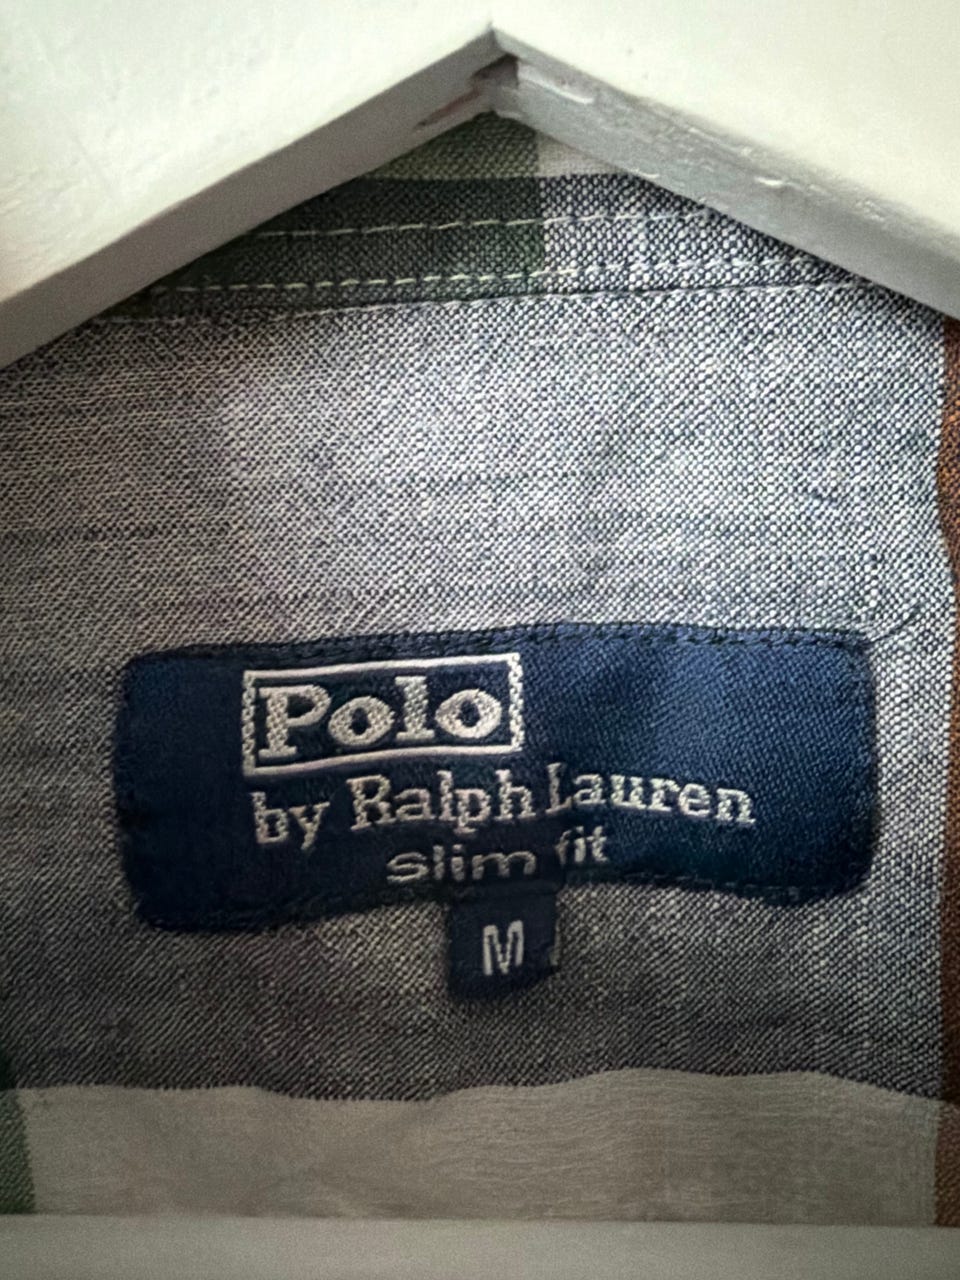 Polo
by Ralph Lauren
slim fit
M